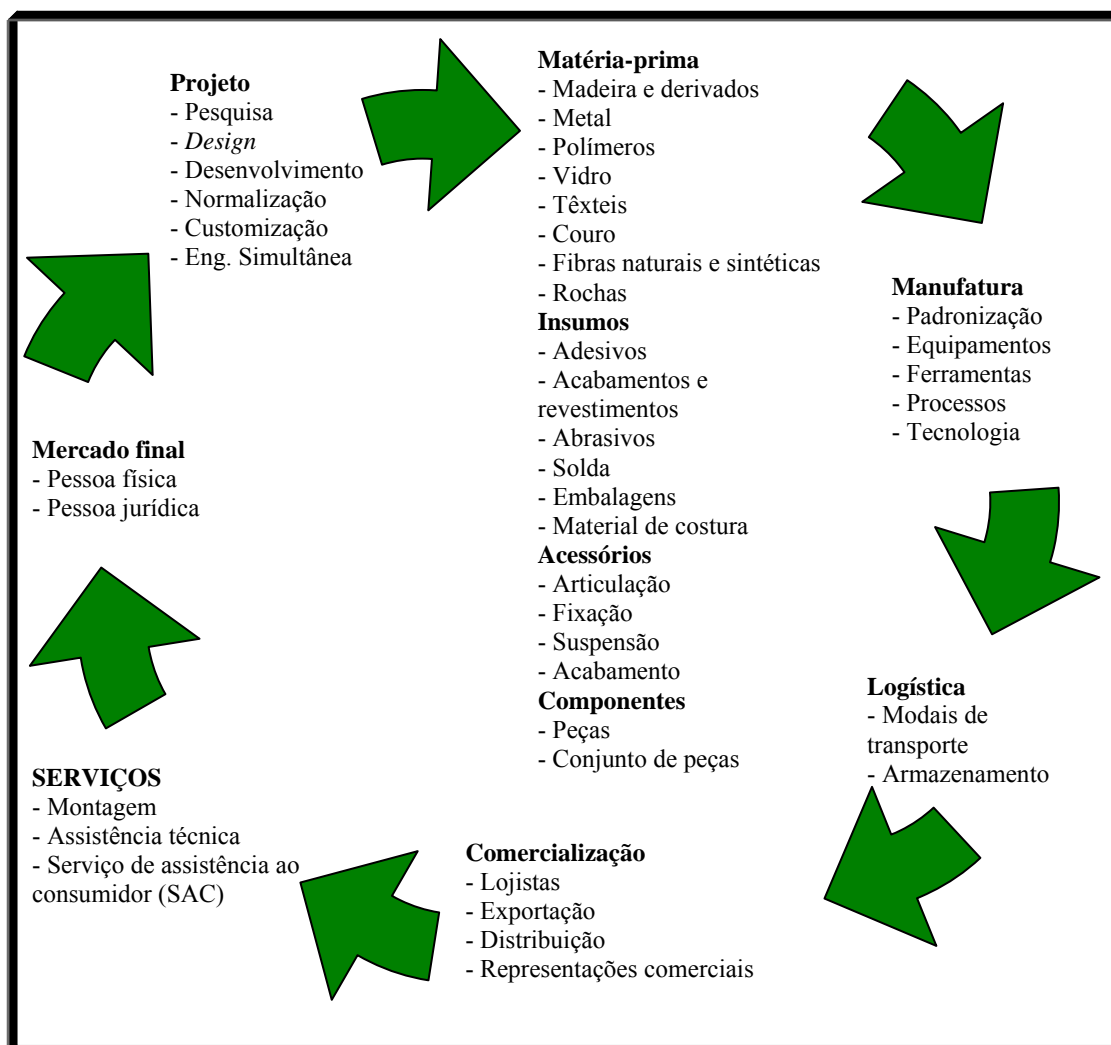 Projeto
- Pesquisa
- Design
- Desenvolvimento
- Normalização
- Customização
- Eng. Simultânea
Matéria-prima
- Madeira e derivados
- Metal
- Polímeros
- Vidro
- Têxteis
- Couro
- Fibras naturais e sintéticas
- Rochas
Insumos
- Adesivos
- Acabamentos e
revestimentos
- Abrasivos
- Solda
- Embalagens
- Material de costura
Acessórios
- Articulação
- Fixação
- Suspensão
- Acabamento
Componentes
- Peças
- Conjunto de peças
Manufatura
- Padronização
- Equipamentos
- Ferramentas
- Processos
- Tecnologia
Logística
- Modais de
transporte
- Armazenamento
Comercialização
- Lojistas
- Exportação
- Distribuição
- Representações comerciais
SERVIÇOS
- Montagem
- Assistência técnica
- Serviço de assistência ao
consumidor (SAC)
Mercado final
- Pessoa física
- Pessoa jurídica